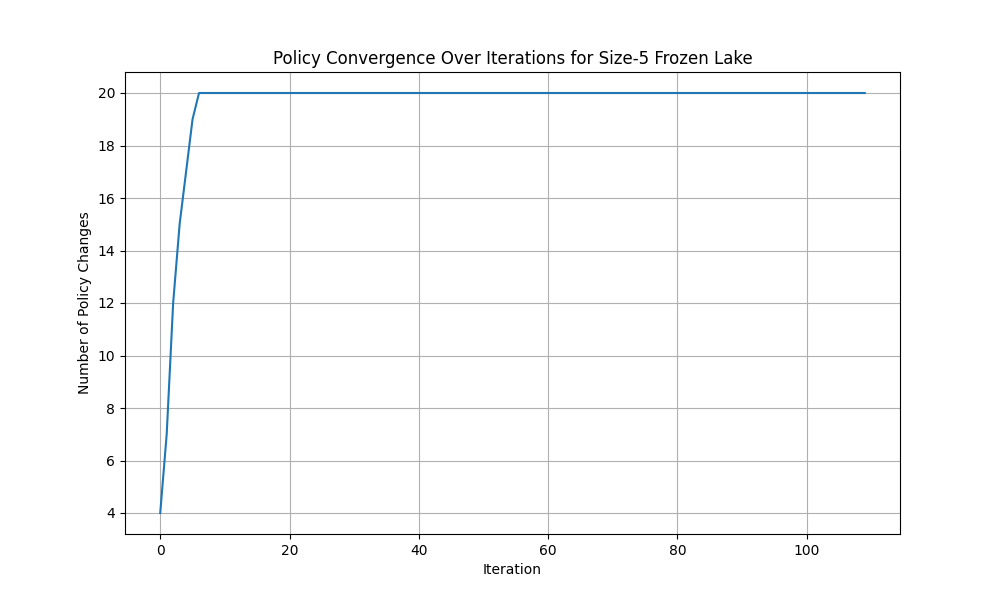 Policy Convergence Over Iterations for Size-5 Frozen Lake
Number of Policy Changes
20
18
16
14
12
10
8
6
4
0 20 40 60 80 100
Iteration